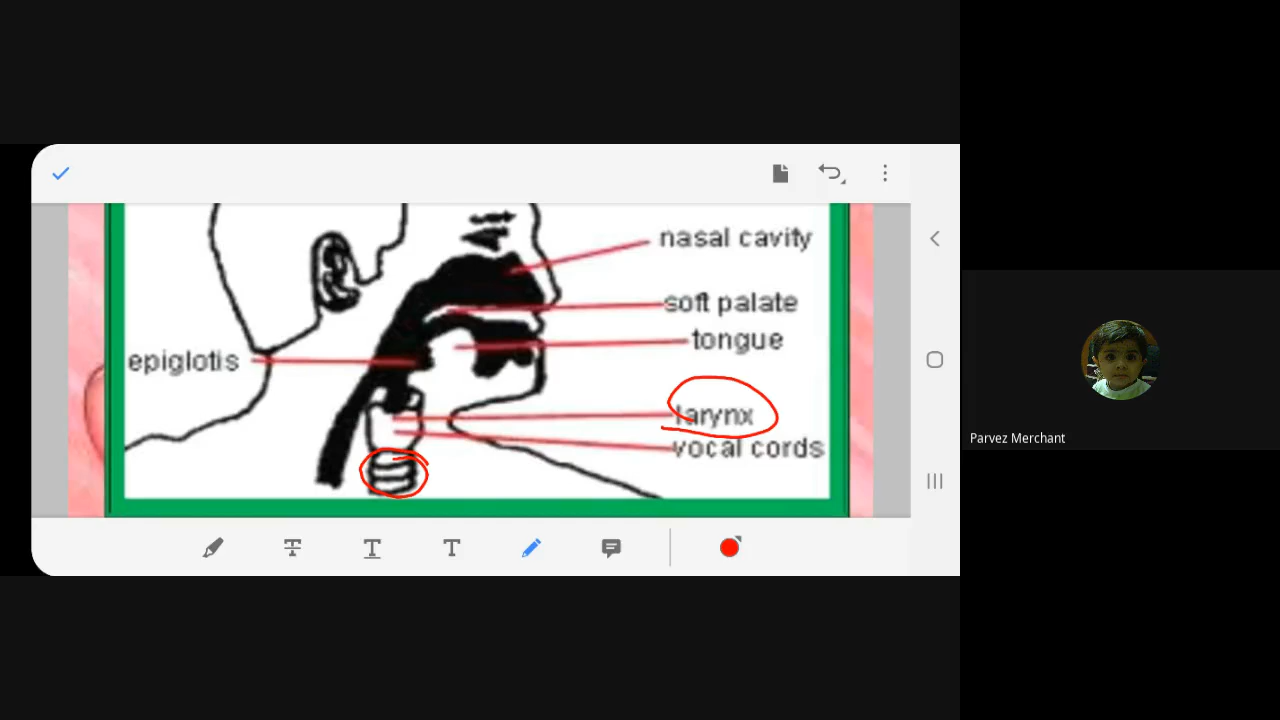 nasal cavity
soft palate
tongue
epiglotis
larynx
vocal cords
T T T
Parvez Merchant